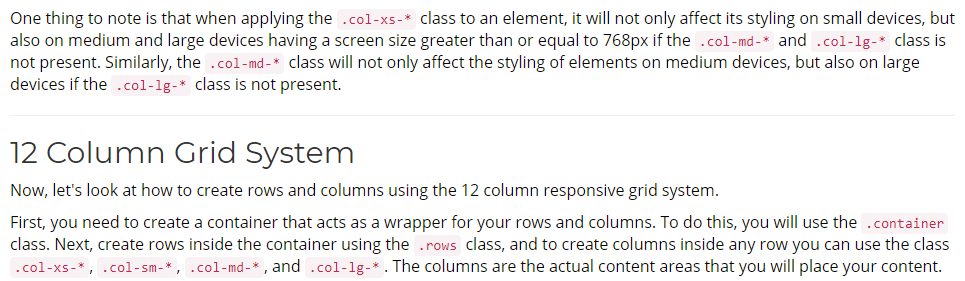 One thing to note is that when applying the .col-xs-* class to an element, it will not only affect its styling on small devices, but
also on medium and large devices having a screen size greater than or equal to 768px if the .col-md-* and .col-lg-* class is
not present. Similarly, the .col-md-* class will not only affect the styling of elements on medium devices, but also on large
devices if the .col-lg-* class is not present.
12 Column Grid System
Now, let's look at how to create rows and columns using the 12 column responsive grid system.
First, you need to create a container that acts as a wrapper for your rows and columns. To do this, you will use the .container
class. Next, create rows inside the container using the .rows class, and to create columns inside any row you can use the class
.col-xs-*, .col-sm-*, .col-md-*, and .col-lg-*. The columns are the actual content areas that you will place your content.